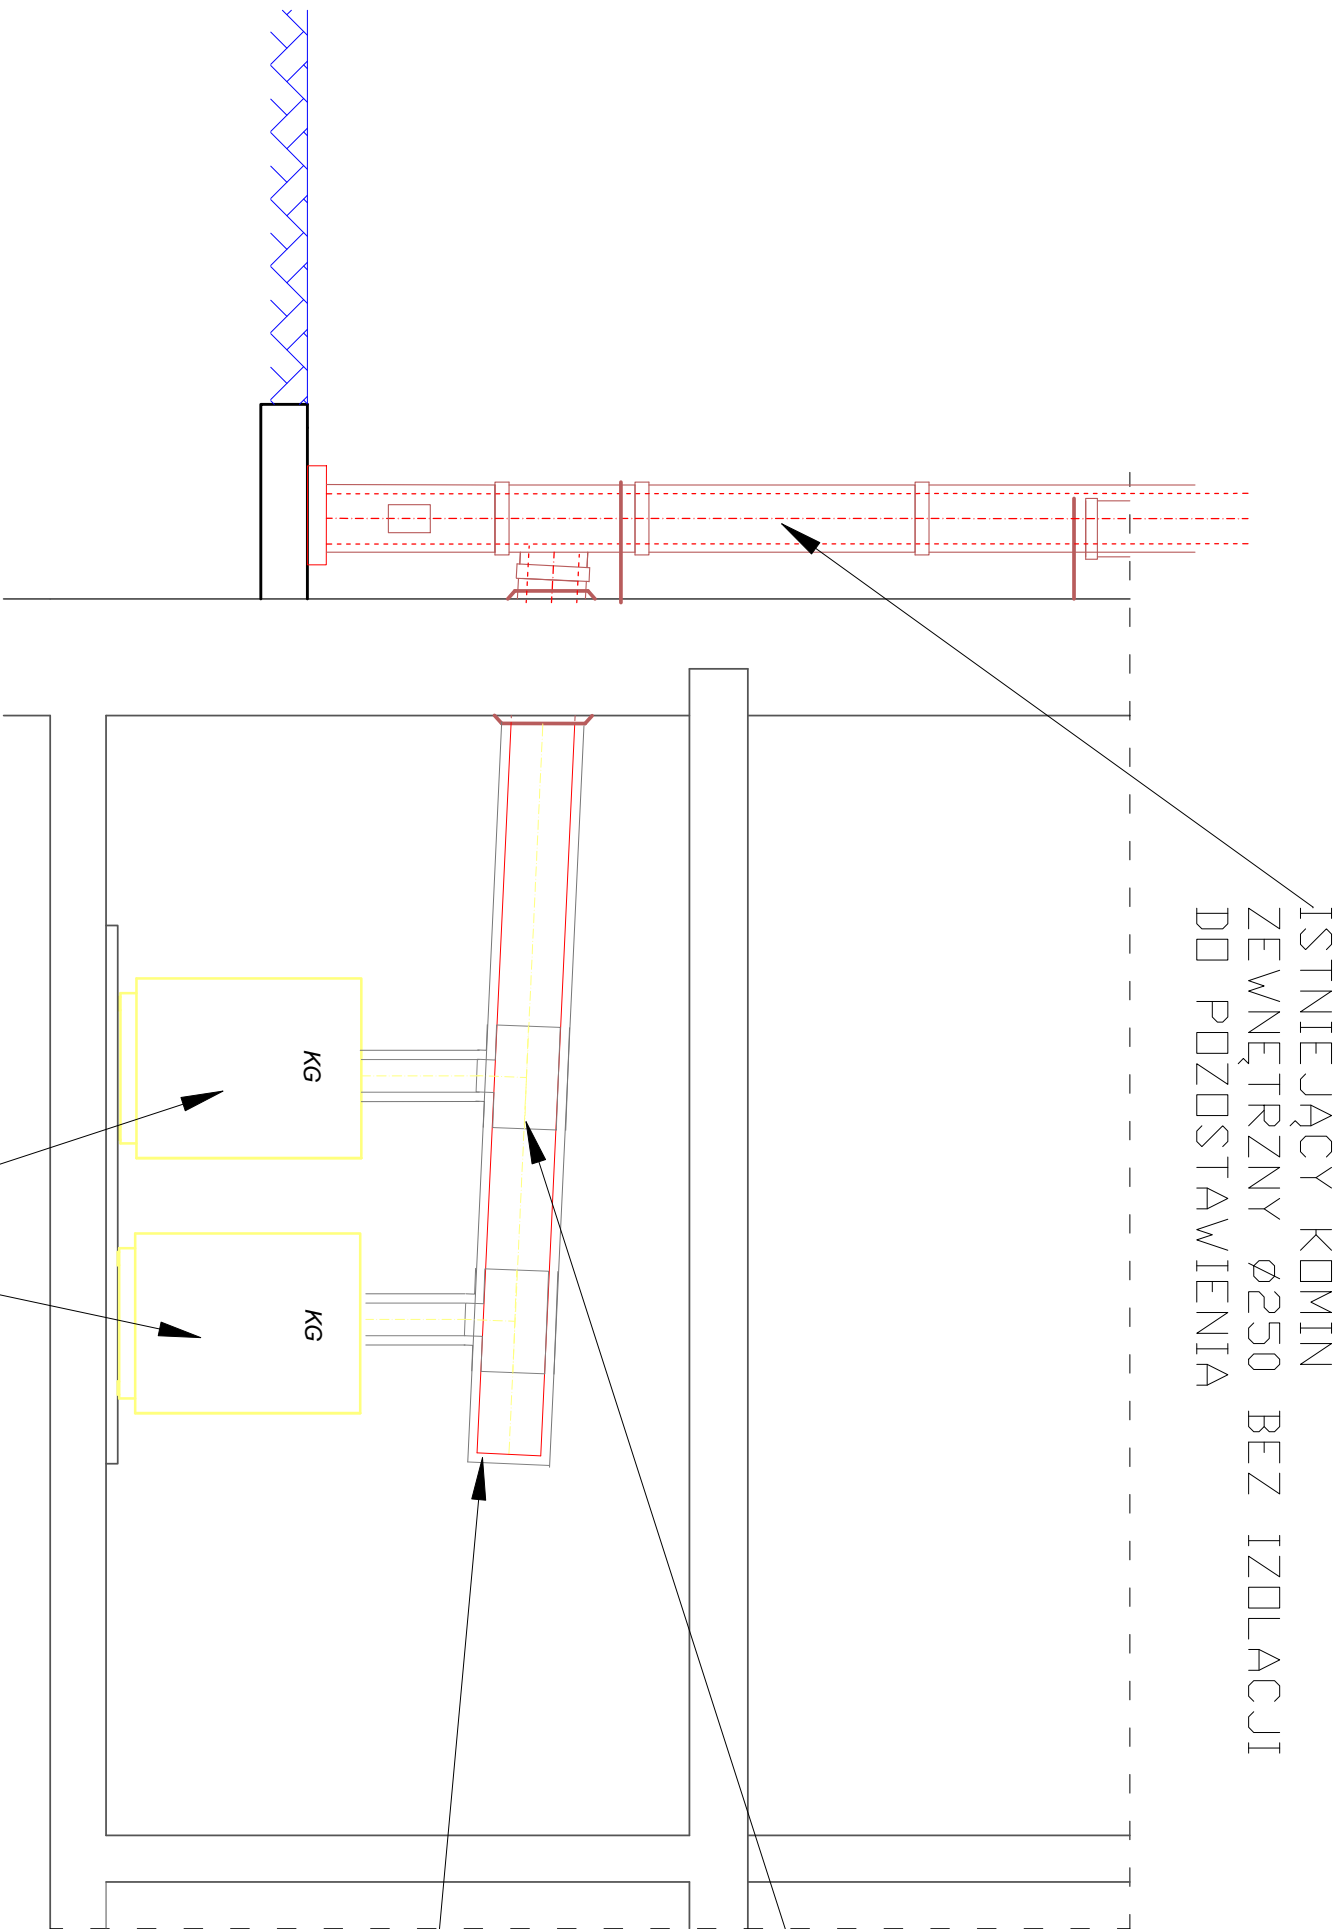 ISTNIEJĄCY KOMIN
ZEWNĘTRZNY Ø250 BEZ IZOLACJI
DO POZOSTAWIENIA
KG
KG